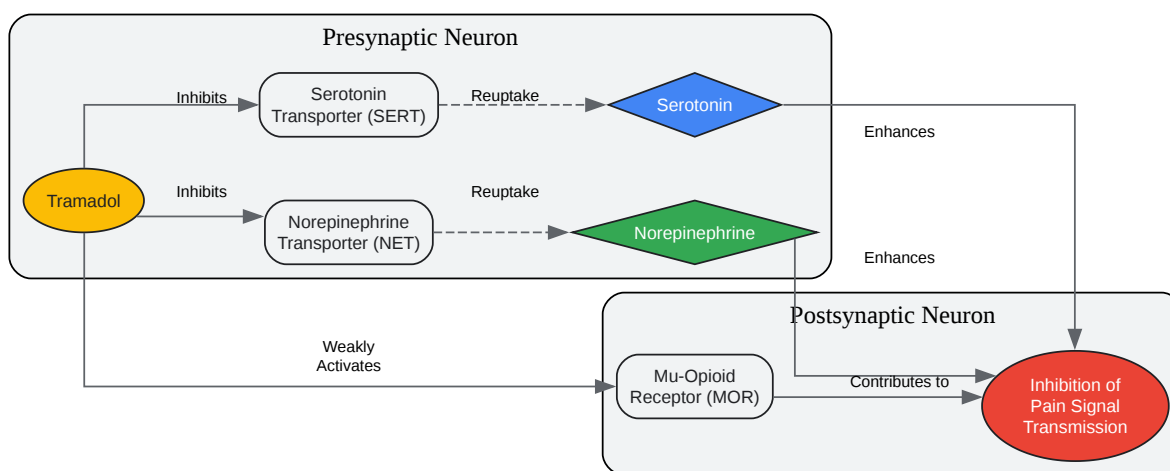 Presynaptic Neuron
Inhibits
Serotonin
Transporter (SERT)
Reuptake
Serotonin
Enhances
Tramadol
Inhibits
Norepinephrine
Transporter (NET)
Reuptake
Norepinephrine
Enhances
Postsynaptic Neuron
Weakly
Activates
Mu-Opioid
Receptor (MOR)
Contributes to
Inhibition of
Pain Signal
Transmission